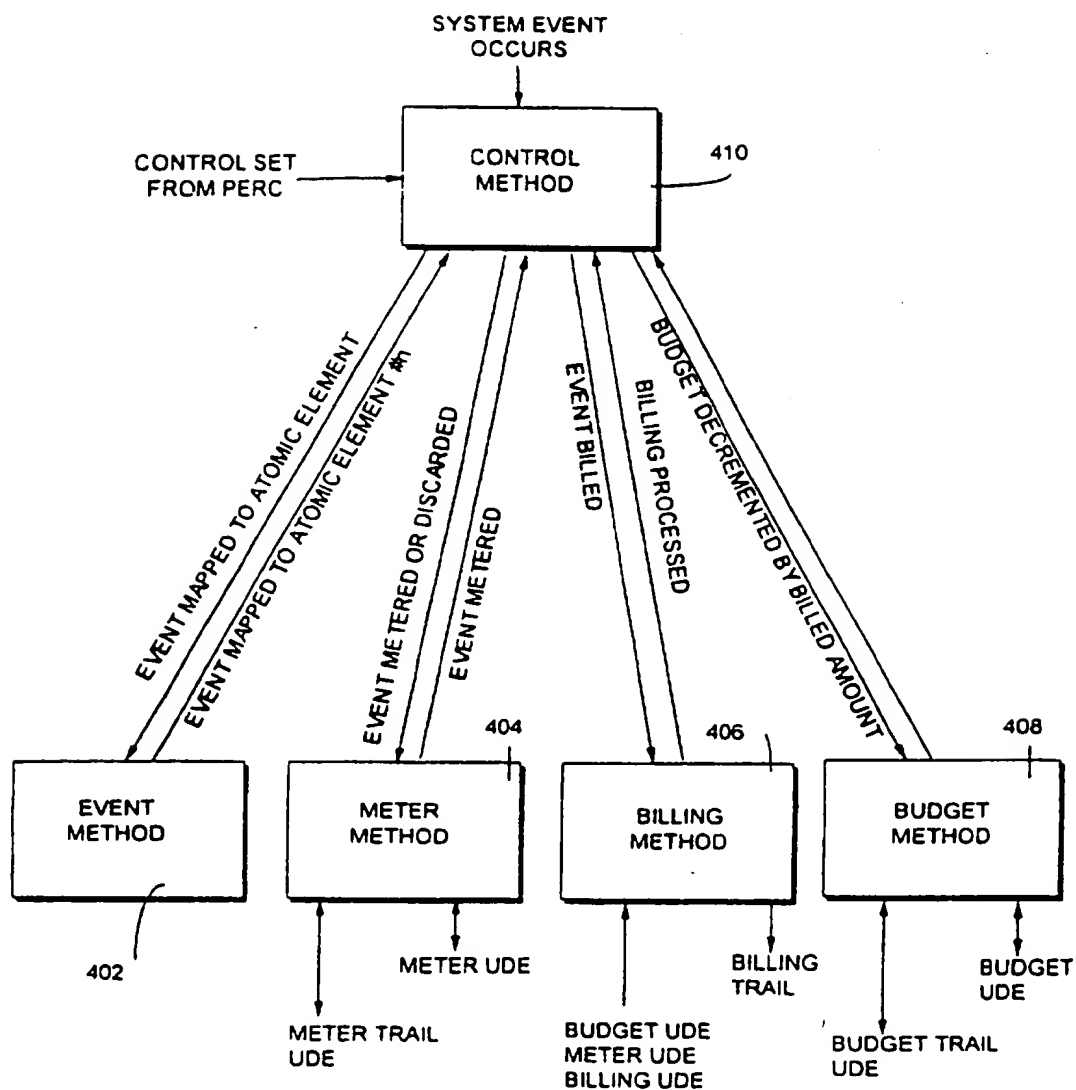 SYSTEM EVENT
OCCURS
CONTROL SET
FROM PERC
CONTROL
METHOD
410
EVENT MAPPED TO ATOMIC ELEMENT
EVENT MAPPED TO ATOMIC ELEMENT #n
EVENT METERED OR DISCARDED
EVENT METERED
EVENT BILLED
BILLING PROCESSED
BUDGET DECREMENTED BY BILLED AMOUNT
404
406
408
EVENT
METHOD
METER
METHOD
BILLING
METHOD
BUDGET
METHOD
402
METER UDE
METER TRAIL
UDE
BILLING
TRAIL
BUDGET UDE
METER UDE
BILLING UDE
BUDGET
UDE
BUDGET TRAIL
UDE